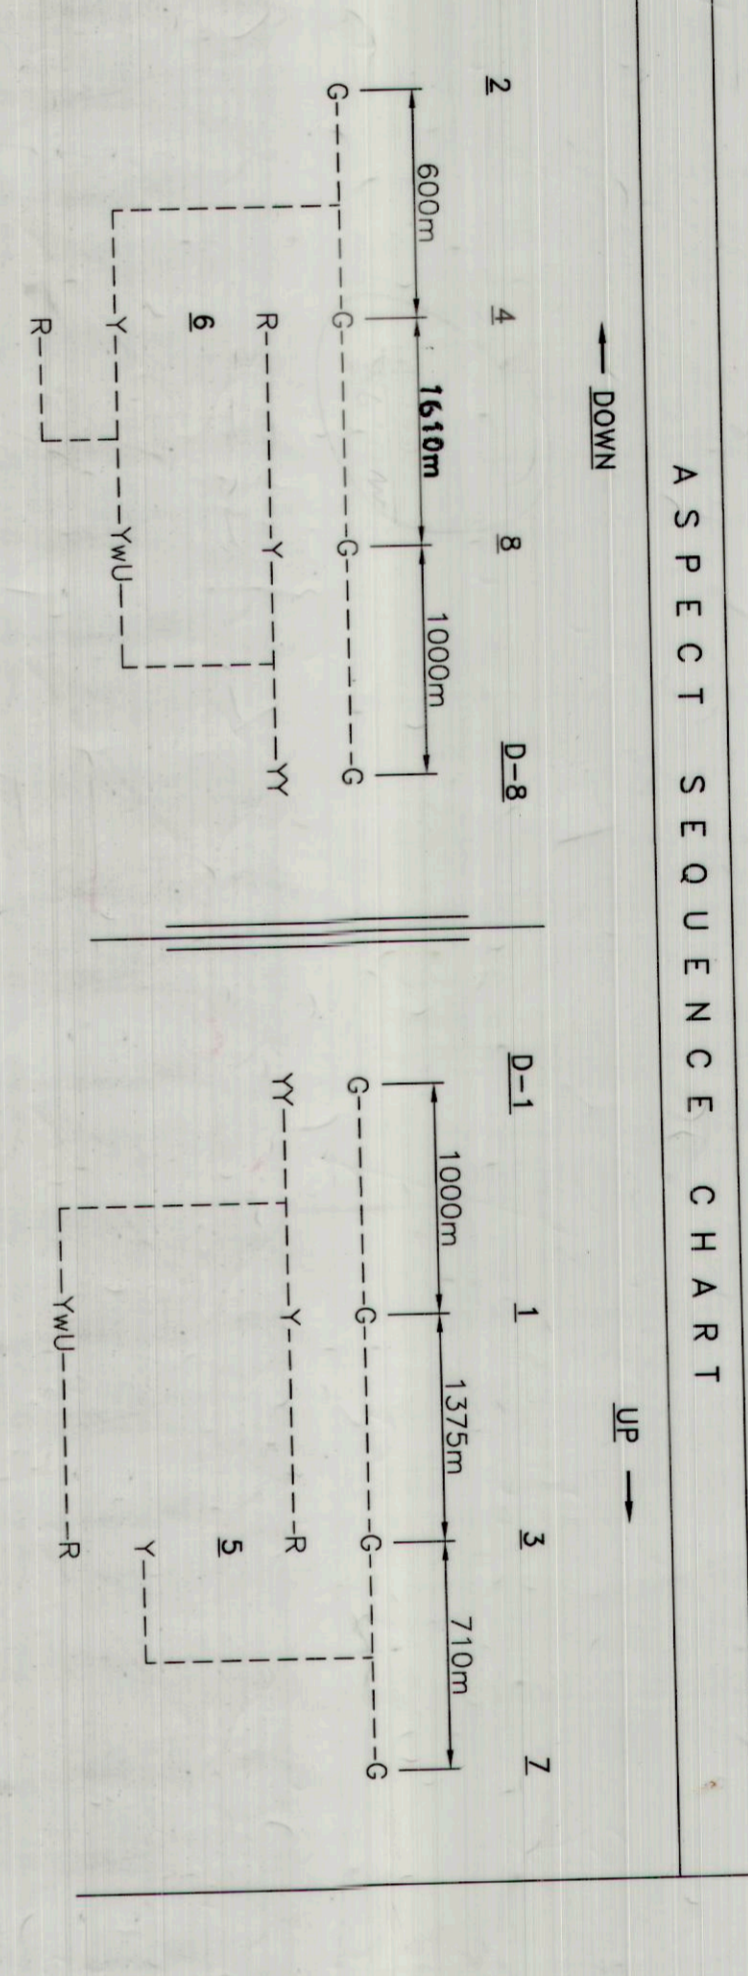 ASPECT SEQUENCE CHART
← DOWN
UP →
2 4 8 D-8 D-1 1 3 7
600m 1610m 1000m 1000m 1375m 710m
G G G G G G G G
R Y YY YY Y R
6 5
Y YwU Y
R YwU R